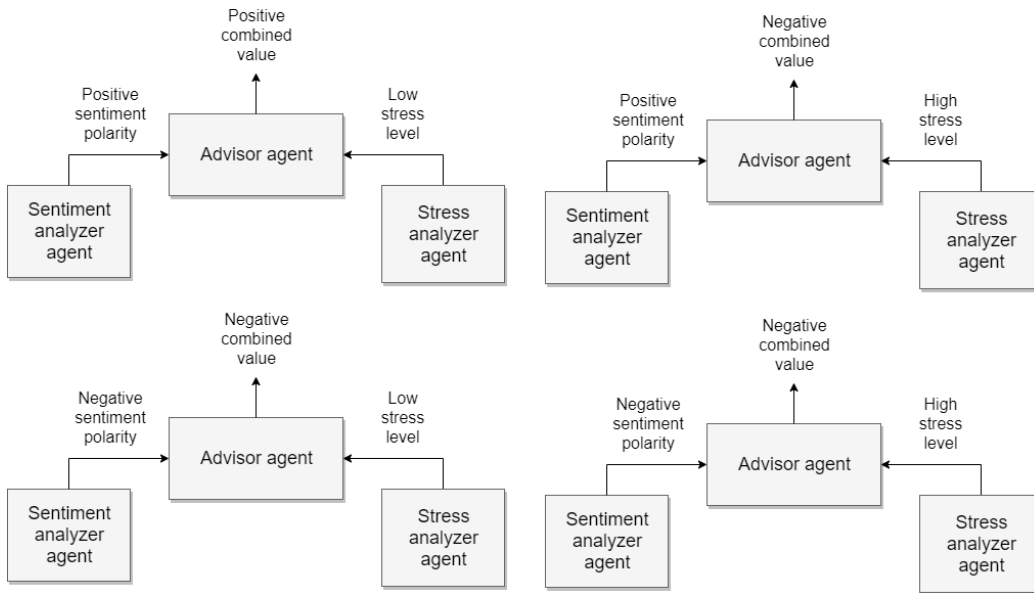 Positive
combined
value
Positive
sentiment
polarity
Low
stress
level
Advisor agent
Sentiment
analyzer
agent
Stress
analyzer
agent
Negative
combined
value
Positive
sentiment
polarity
High
stress
level
Advisor agent
Sentiment
analyzer
agent
Stress
analyzer
agent
Negative
combined
value
Negative
sentiment
polarity
Low
stress
level
Advisor agent
Sentiment
analyzer
agent
Stress
analyzer
agent
Negative
combined
value
Negative
sentiment
polarity
High
stress
level
Advisor agent
Sentiment
analyzer
agent
Stress
analyzer
agent